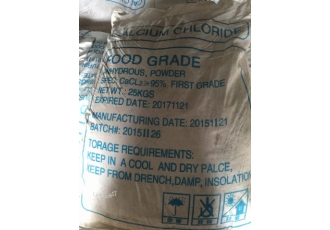 CALCIUM CHLORIDE
FOOD GRADE
ANHYDROUS, POWDER
SPEC. CaCL2>95% FIRST GRADE
NET WT.: 25KGS
EXPIRED DATE: 20171121
MANUFACTURING DATE: 20151121
BATCH#: 20151126
TORAGE REQUIREMENTS:
KEEP IN A COOL AND DRY PALCE,
KEEP FROM DRENCH,DAMP, INSOLATION